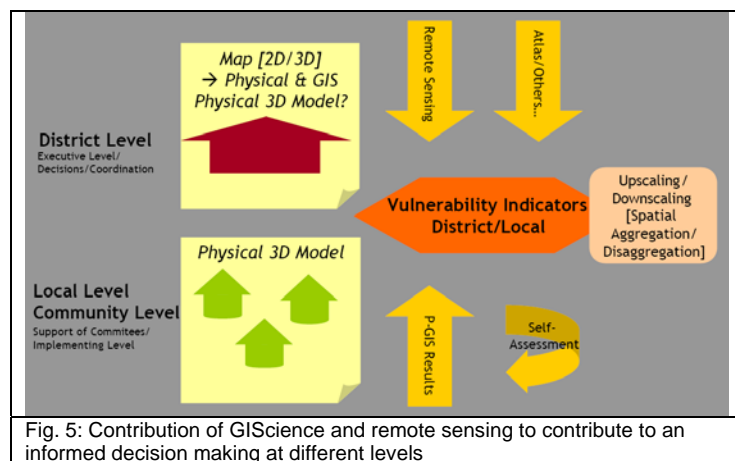 Map [2D/3D]
→ Physical & GIS
Physical 3D Model?
Remote Sensing
Atlas/Others...
District Level
Executive Level/
Decisions/Coordination
Vulnerability Indicators
District/Local
Upscaling/
Downscaling
[Spatial
Aggregation/
Disaggregation]
Physical 3D Model
Local Level
Community Level
Support of Commitees/
Implementing Level
P-GIS Results
Self-
Assessment
Fig. 5: Contribution of GIScience and remote sensing to contribute to an
informed decision making at different levels